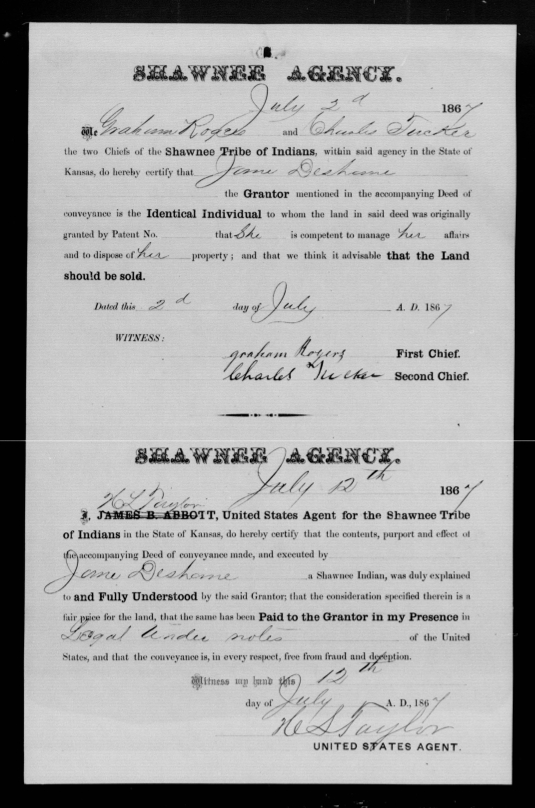 SHAWNEE AGENCY.
July 2d 1867
We Graham Rogers and Charles Tucker
the two Chiefs of the Shawnee Tribe of Indians, within said agency in the State of
Kansas, do hereby certify that Jane Deshane
the Grantor mentioned in the accompanying Deed of
conveyance is the Identical Individual to whom the land in said deed was originally
granted by Patent No. that She is competent to manage her affairs
and to dispose of her property; and that we think it advisable that the Land
should be sold.
Dated this 2d day of July A. D. 1867
WITNESS:
graham Rogers First Chief.
Charles Tucker Second Chief.
SHAWNEE AGENCY.
July 12th 1867
H L Taylor
I, JAMES B. ABBOTT, United States Agent for the Shawnee Tribe
of Indians in the State of Kansas, do hereby certify that the contents, purport and effect of
the accompanying Deed of conveyance made, and executed by
Jane Deshane a Shawnee Indian, was duly explained
to and Fully Understood by the said Grantor; that the consideration specified therein is a
fair price for the land, that the same has been Paid to the Grantor in my Presence in
Legal Under notes of the United
States, and that the conveyance is, in every respect, free from fraud and deception.
Witness my hand this 12th
day of July A. D., 1867
H L Taylor
UNITED STATES AGENT.